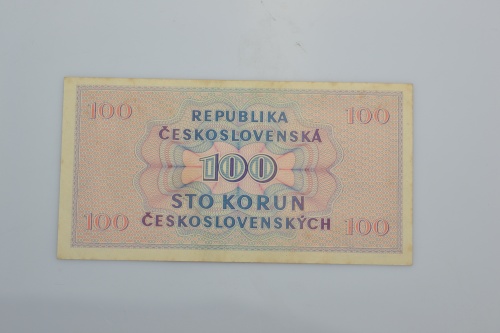 100 100
REPUBLIKA
ČESKOSLOVENSKÁ
100
STO KORUN
ČESKOSLOVENSKÝCH
100 100